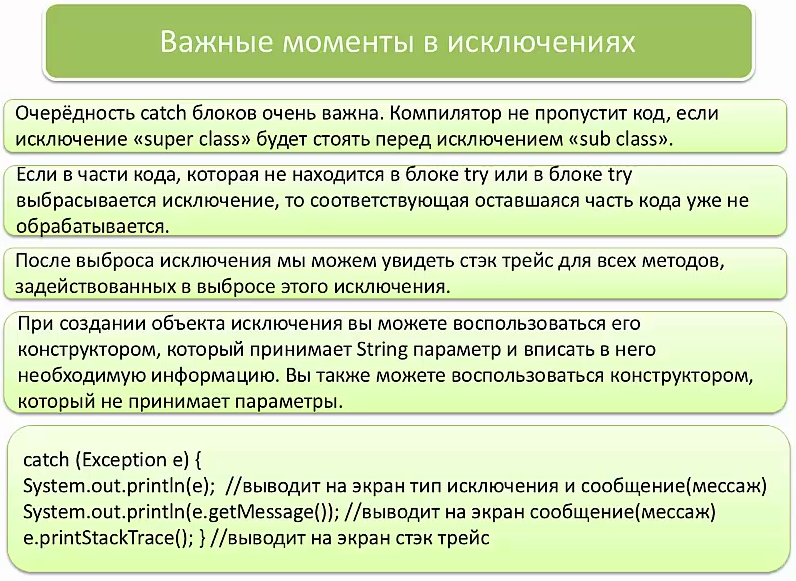 Важные моменты в исключениях
Очерёдность catch блоков очень важна. Компилятор не пропустит код, если
исключение «super class» будет стоять перед исключением «sub class».
Если в части кода, которая не находится в блоке try или в блоке try
выбрасывается исключение, то соответствующая оставшаяся часть кода уже не
обрабатывается.
После выброса исключения мы можем увидеть стэк трейс для всех методов,
задействованных в выбросе этого исключения.
При создании объекта исключения вы можете воспользоваться его
конструктором, который принимает String параметр и вписать в него
необходимую информацию. Вы также можете воспользоваться конструктором,
который не принимает параметры.
catch (Exception e) {
System.out.println(e);  //выводит на экран тип исключения и сообщение(мессаж)
System.out.println(e.getMessage()); //выводит на экран сообщение(мессаж)
e.printStackTrace(); } //выводит на экран стэк трейс